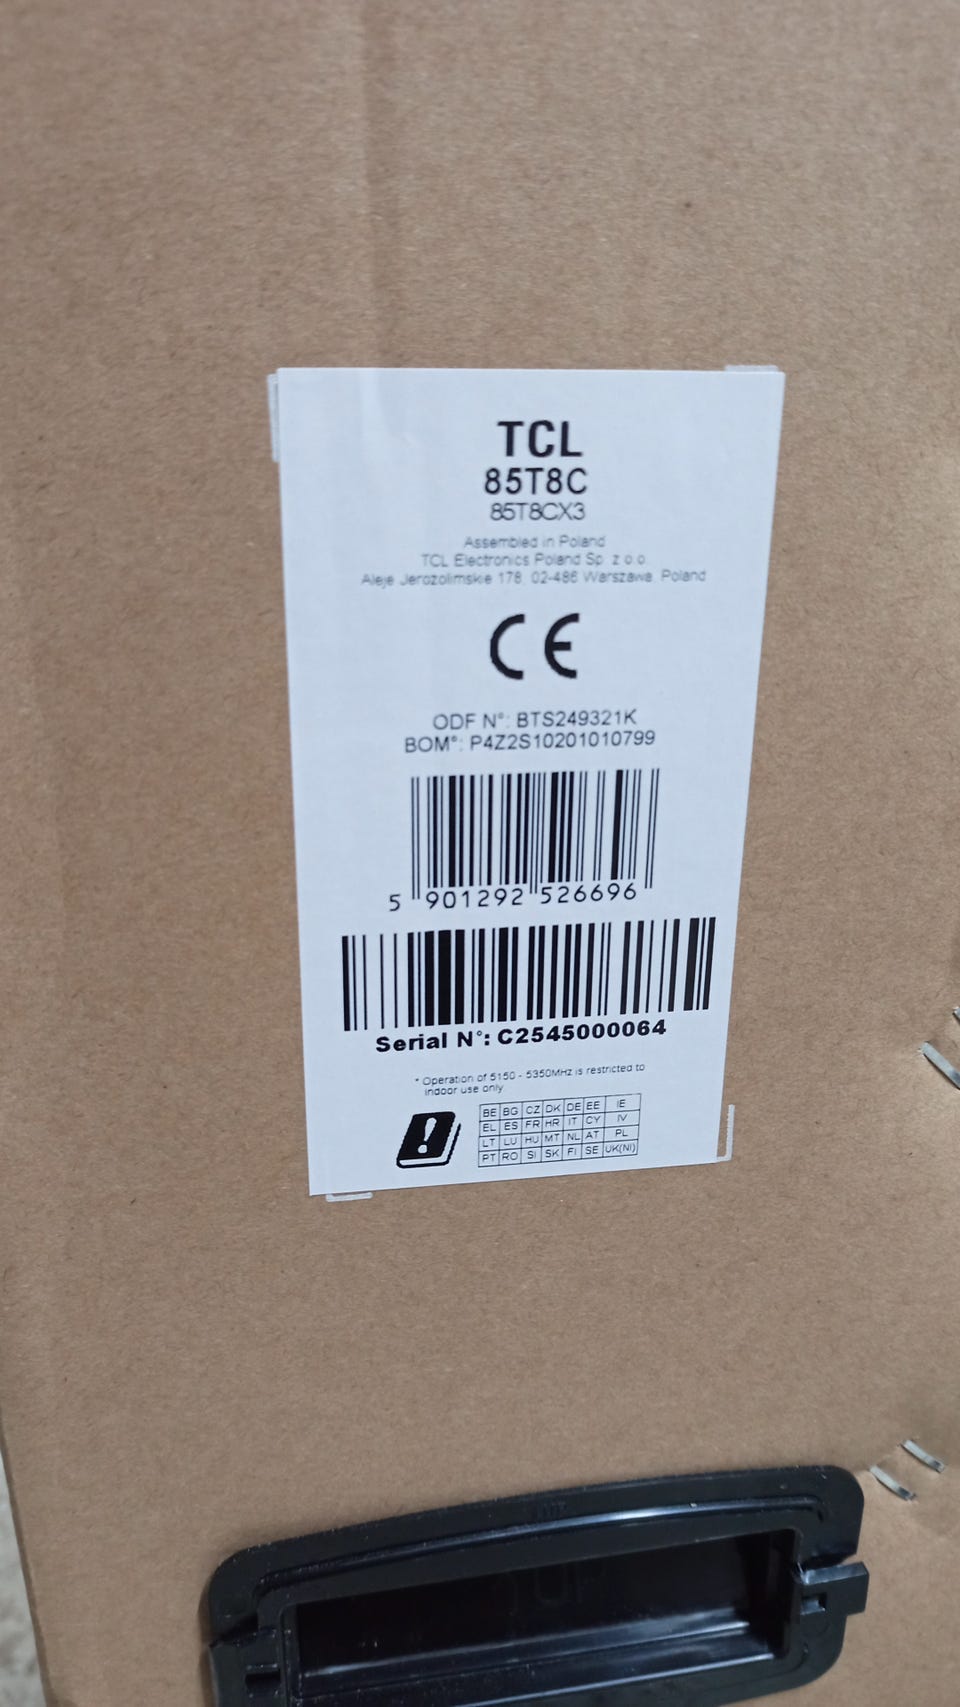 TCL
85T8C
85T8CX3
Assembled in Poland
TCL Electronics Poland Sp. z o.o.
Aleje Jerozolimskie 178, 02-486 Warszawa, Poland
CE
ODF N°: BTS249321K
BOM°: P4Z2S10201010799
5 901292 526696
Serial N°: C2545000064
* Operation of 5150 - 5350MHz is restricted to
indoor use only
BE BG CZ DK DE EE IE
EL ES FR HR IT CY IV
LT LU HU MT NL AT PL
PT RO SI SK FI SE UK(NI)
UP